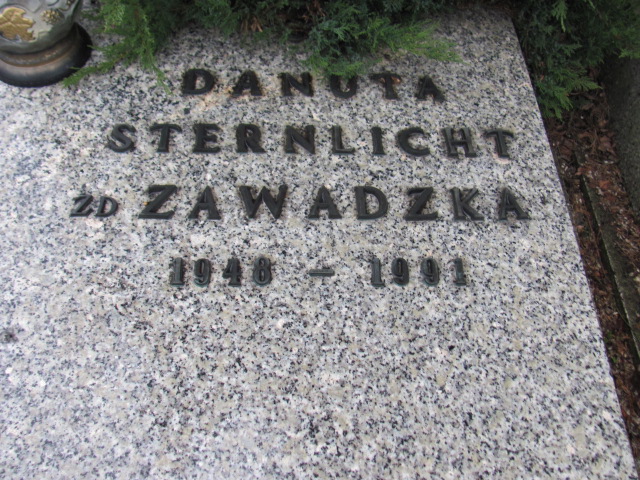 DANUTA
STERNLICHT
ZD ZAWADZKA
1948 – 1991